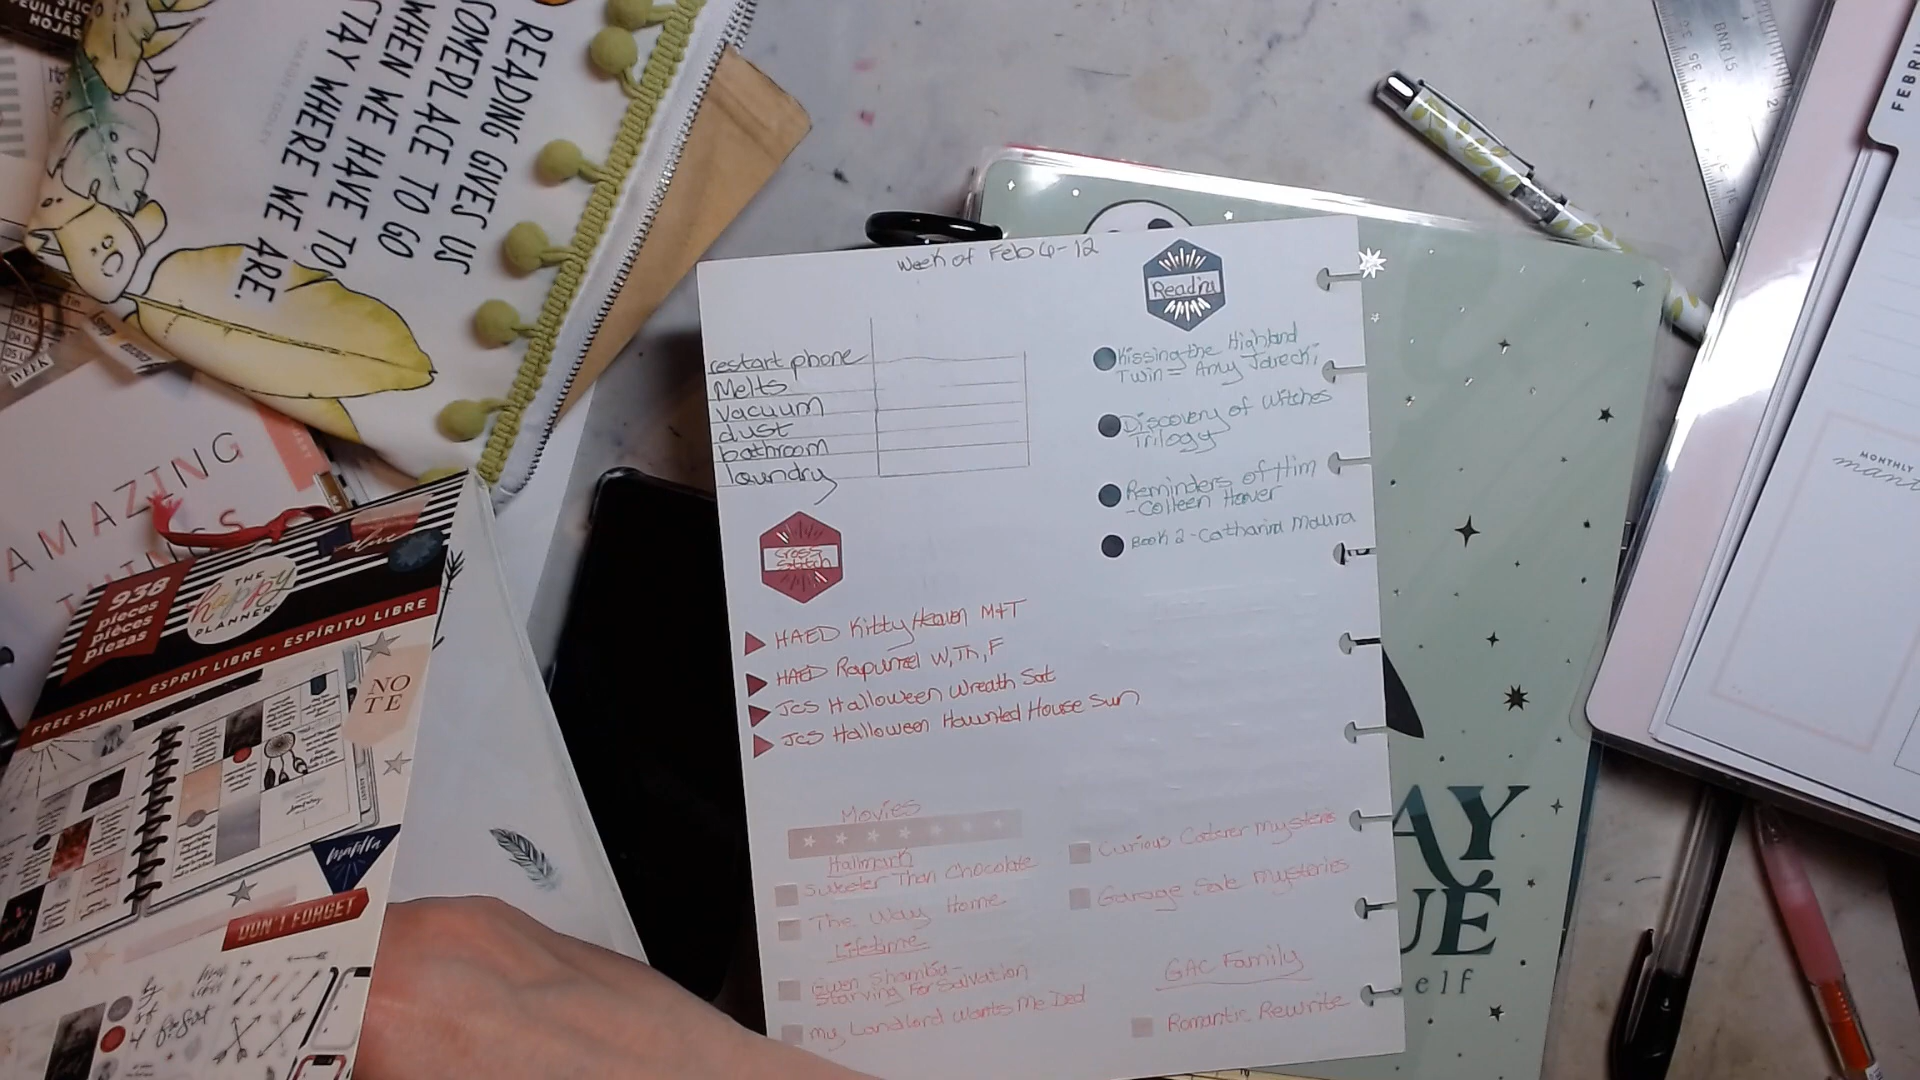 READING GIVES US
SOMEPLACE TO GO
WHEN WE HAVE TO
STAY WHERE WE ARE.
AMAZING
THINGS
938
pieces
pièces
piezas
THE
happy
PLANNER
FREE SPIRIT • ESPRIT LIBRE • ESPÍRITU LIBRE
NO
TE
DON'T FORGET
Week of Feb 6-12
restart phone
Melts
vacuum
dust
bathroom
laundry
Cross
Stitch
HAED Kitty Heaven M+T
HAED Rapunzel W, Th, F
JCS Halloween Wreath Sat
JCS Halloween Haunted House Sun
Reading
Kissing the Highland
Twin = Amy Jarecki
Discovery of Witches
Trilogy
Reminders of Him
- Colleen Hoover
Book 2 - Catharina Maura
Movies
Hallmark
Sweeter Than Chocolate
The Way Home
Lifetime
Gwen Shamblin-
Starving For Salvation
My Landlord Wants Me Ded
Curious Caterer Mysteris
Garage Sale Mysteries
GAC Family
Romantic Rewrite
MONTHLY